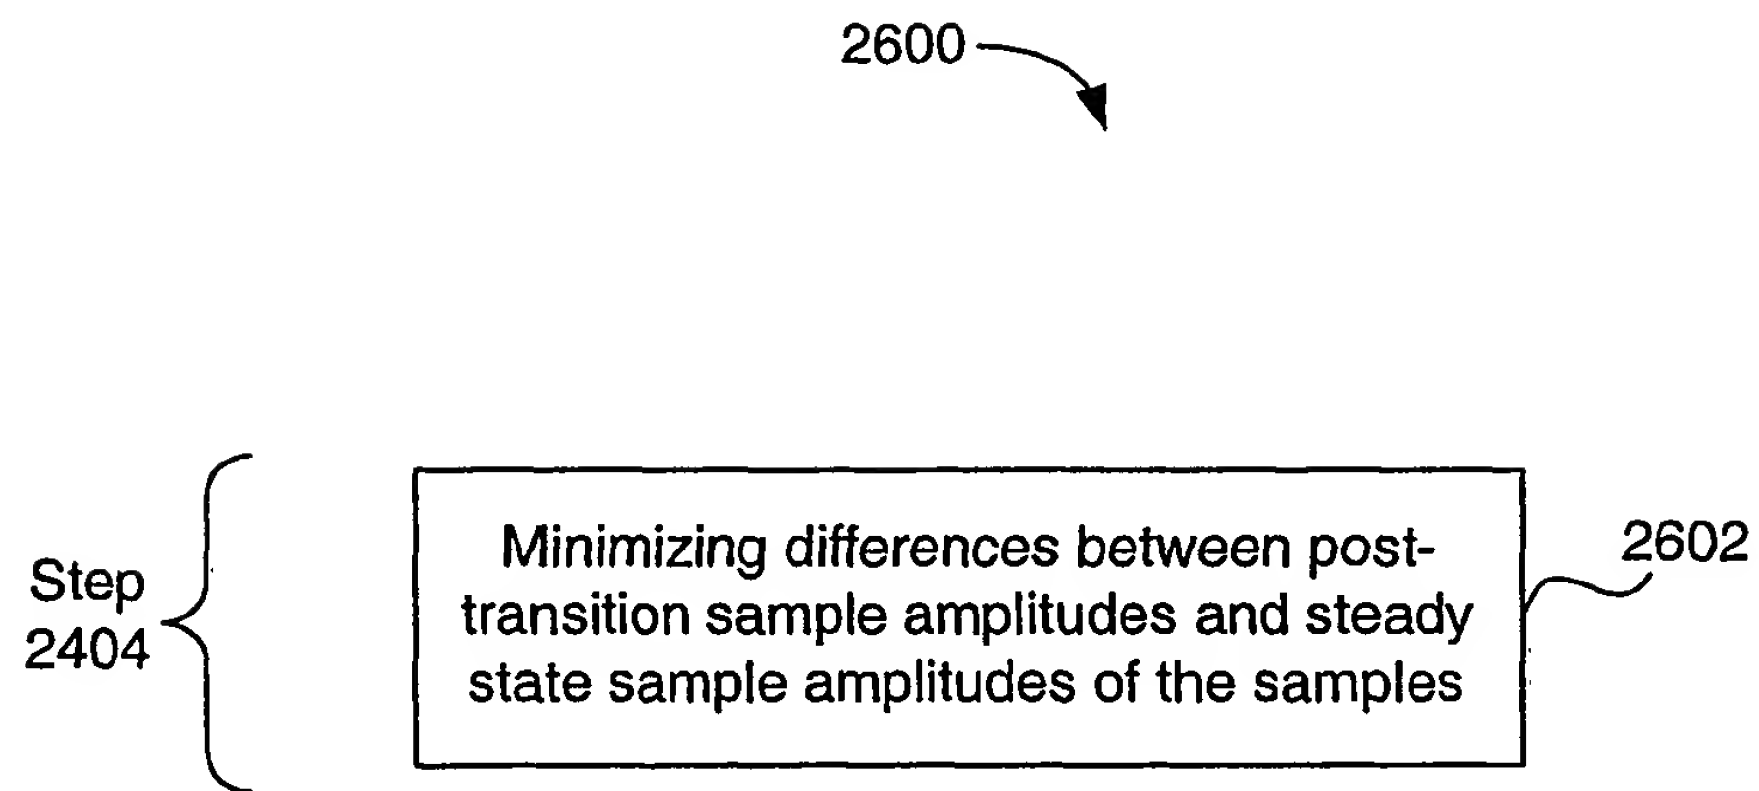 2600
Step
2404
Minimizing differences between post-
transition sample amplitudes and steady
state sample amplitudes of the samples
2602